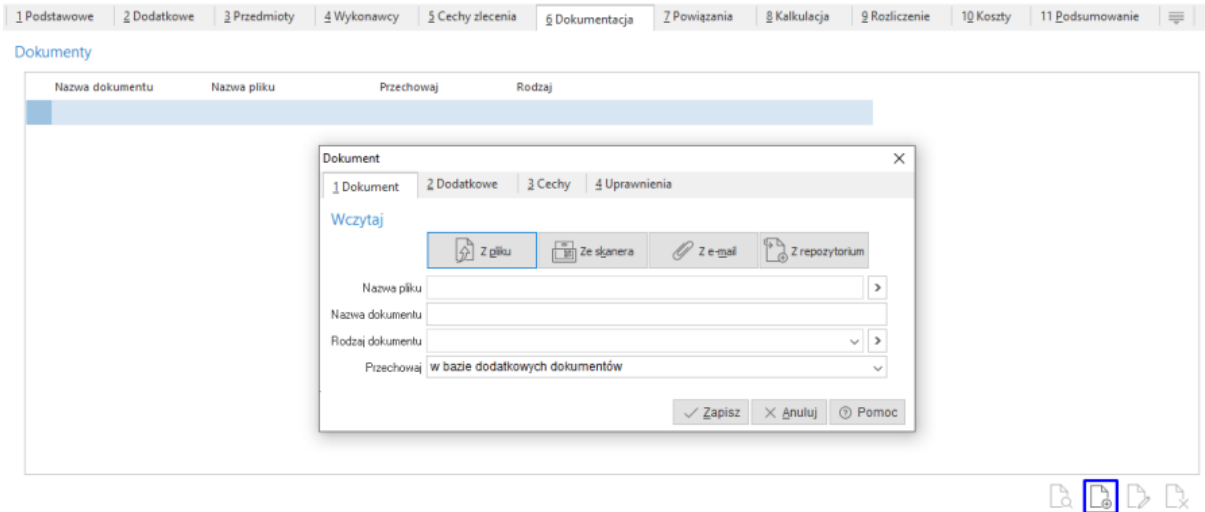 1 Podstawowe 2 Dodatkowe 3 Przedmioty 4 Wykonawcy 5 Cechy zlecenia 6 Dokumentacja 7 Powiązania 8 Kalkulacja 9 Rozliczenie 10 Koszty 11 Podsumowanie
Dokumenty
Nazwa dokumentu Nazwa pliku Przechowaj Rodzaj
Dokument
1 Dokument 2 Dodatkowe 3 Cechy 4 Uprawnienia
Wczytaj
Z pliku Ze skanera Z e-mail Z repozytorium
Nazwa pliku
Nazwa dokumentu
Rodzaj dokumentu
Przechowaj w bazie dodatkowych dokumentów
Zapisz Anuluj Pomoc